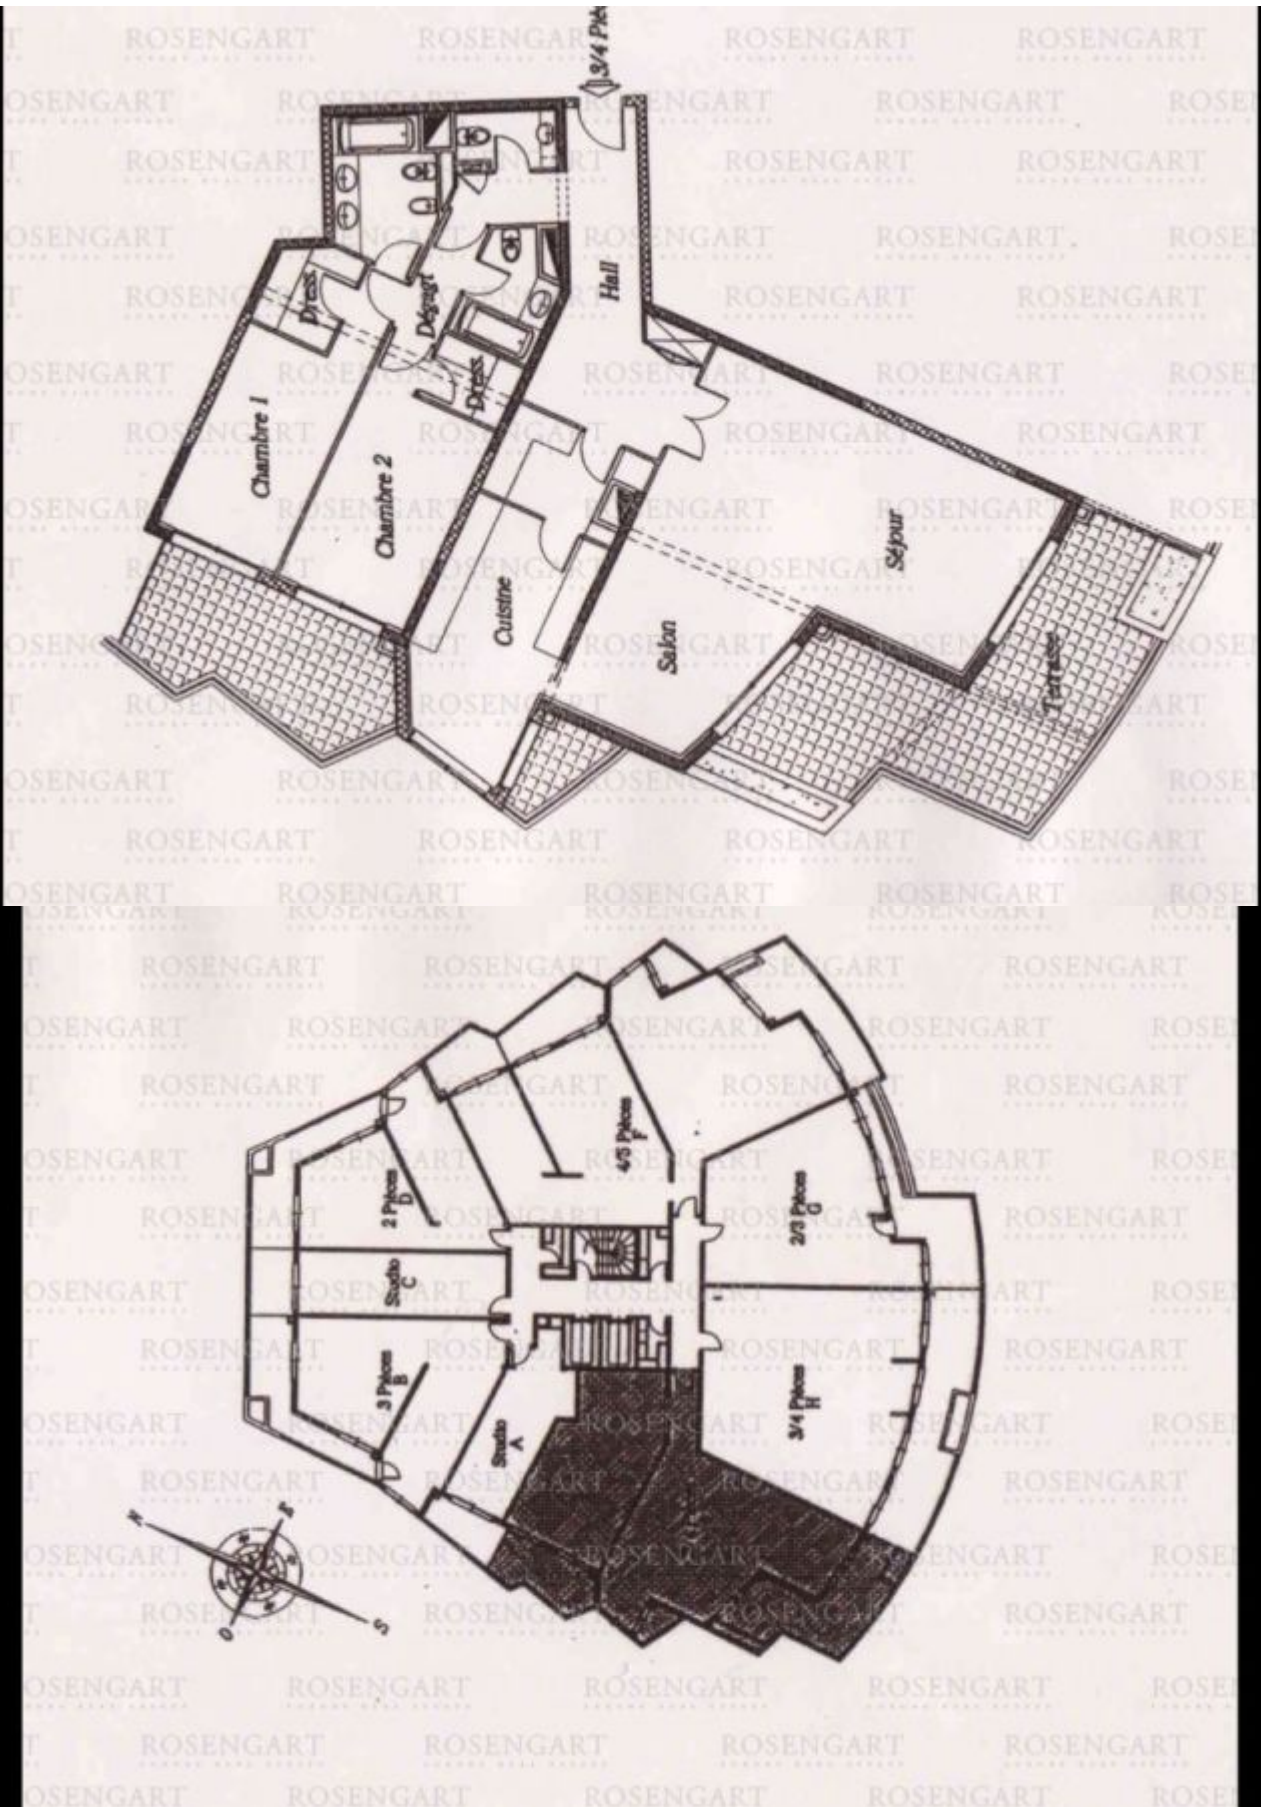 3/4 Piè
Hall
Dress.
Dégagt
Dress.
Chambre 1
Chambre 2
Cuisine
Salon
Séjour
Terrasse
4/5 Pièces
F
2 Pièces
D
2/3 Pièces
G
Studio
C
3 Pièces
B
3/4 Pièces
H
Studio
A
N
E
S
O
ROSENGART